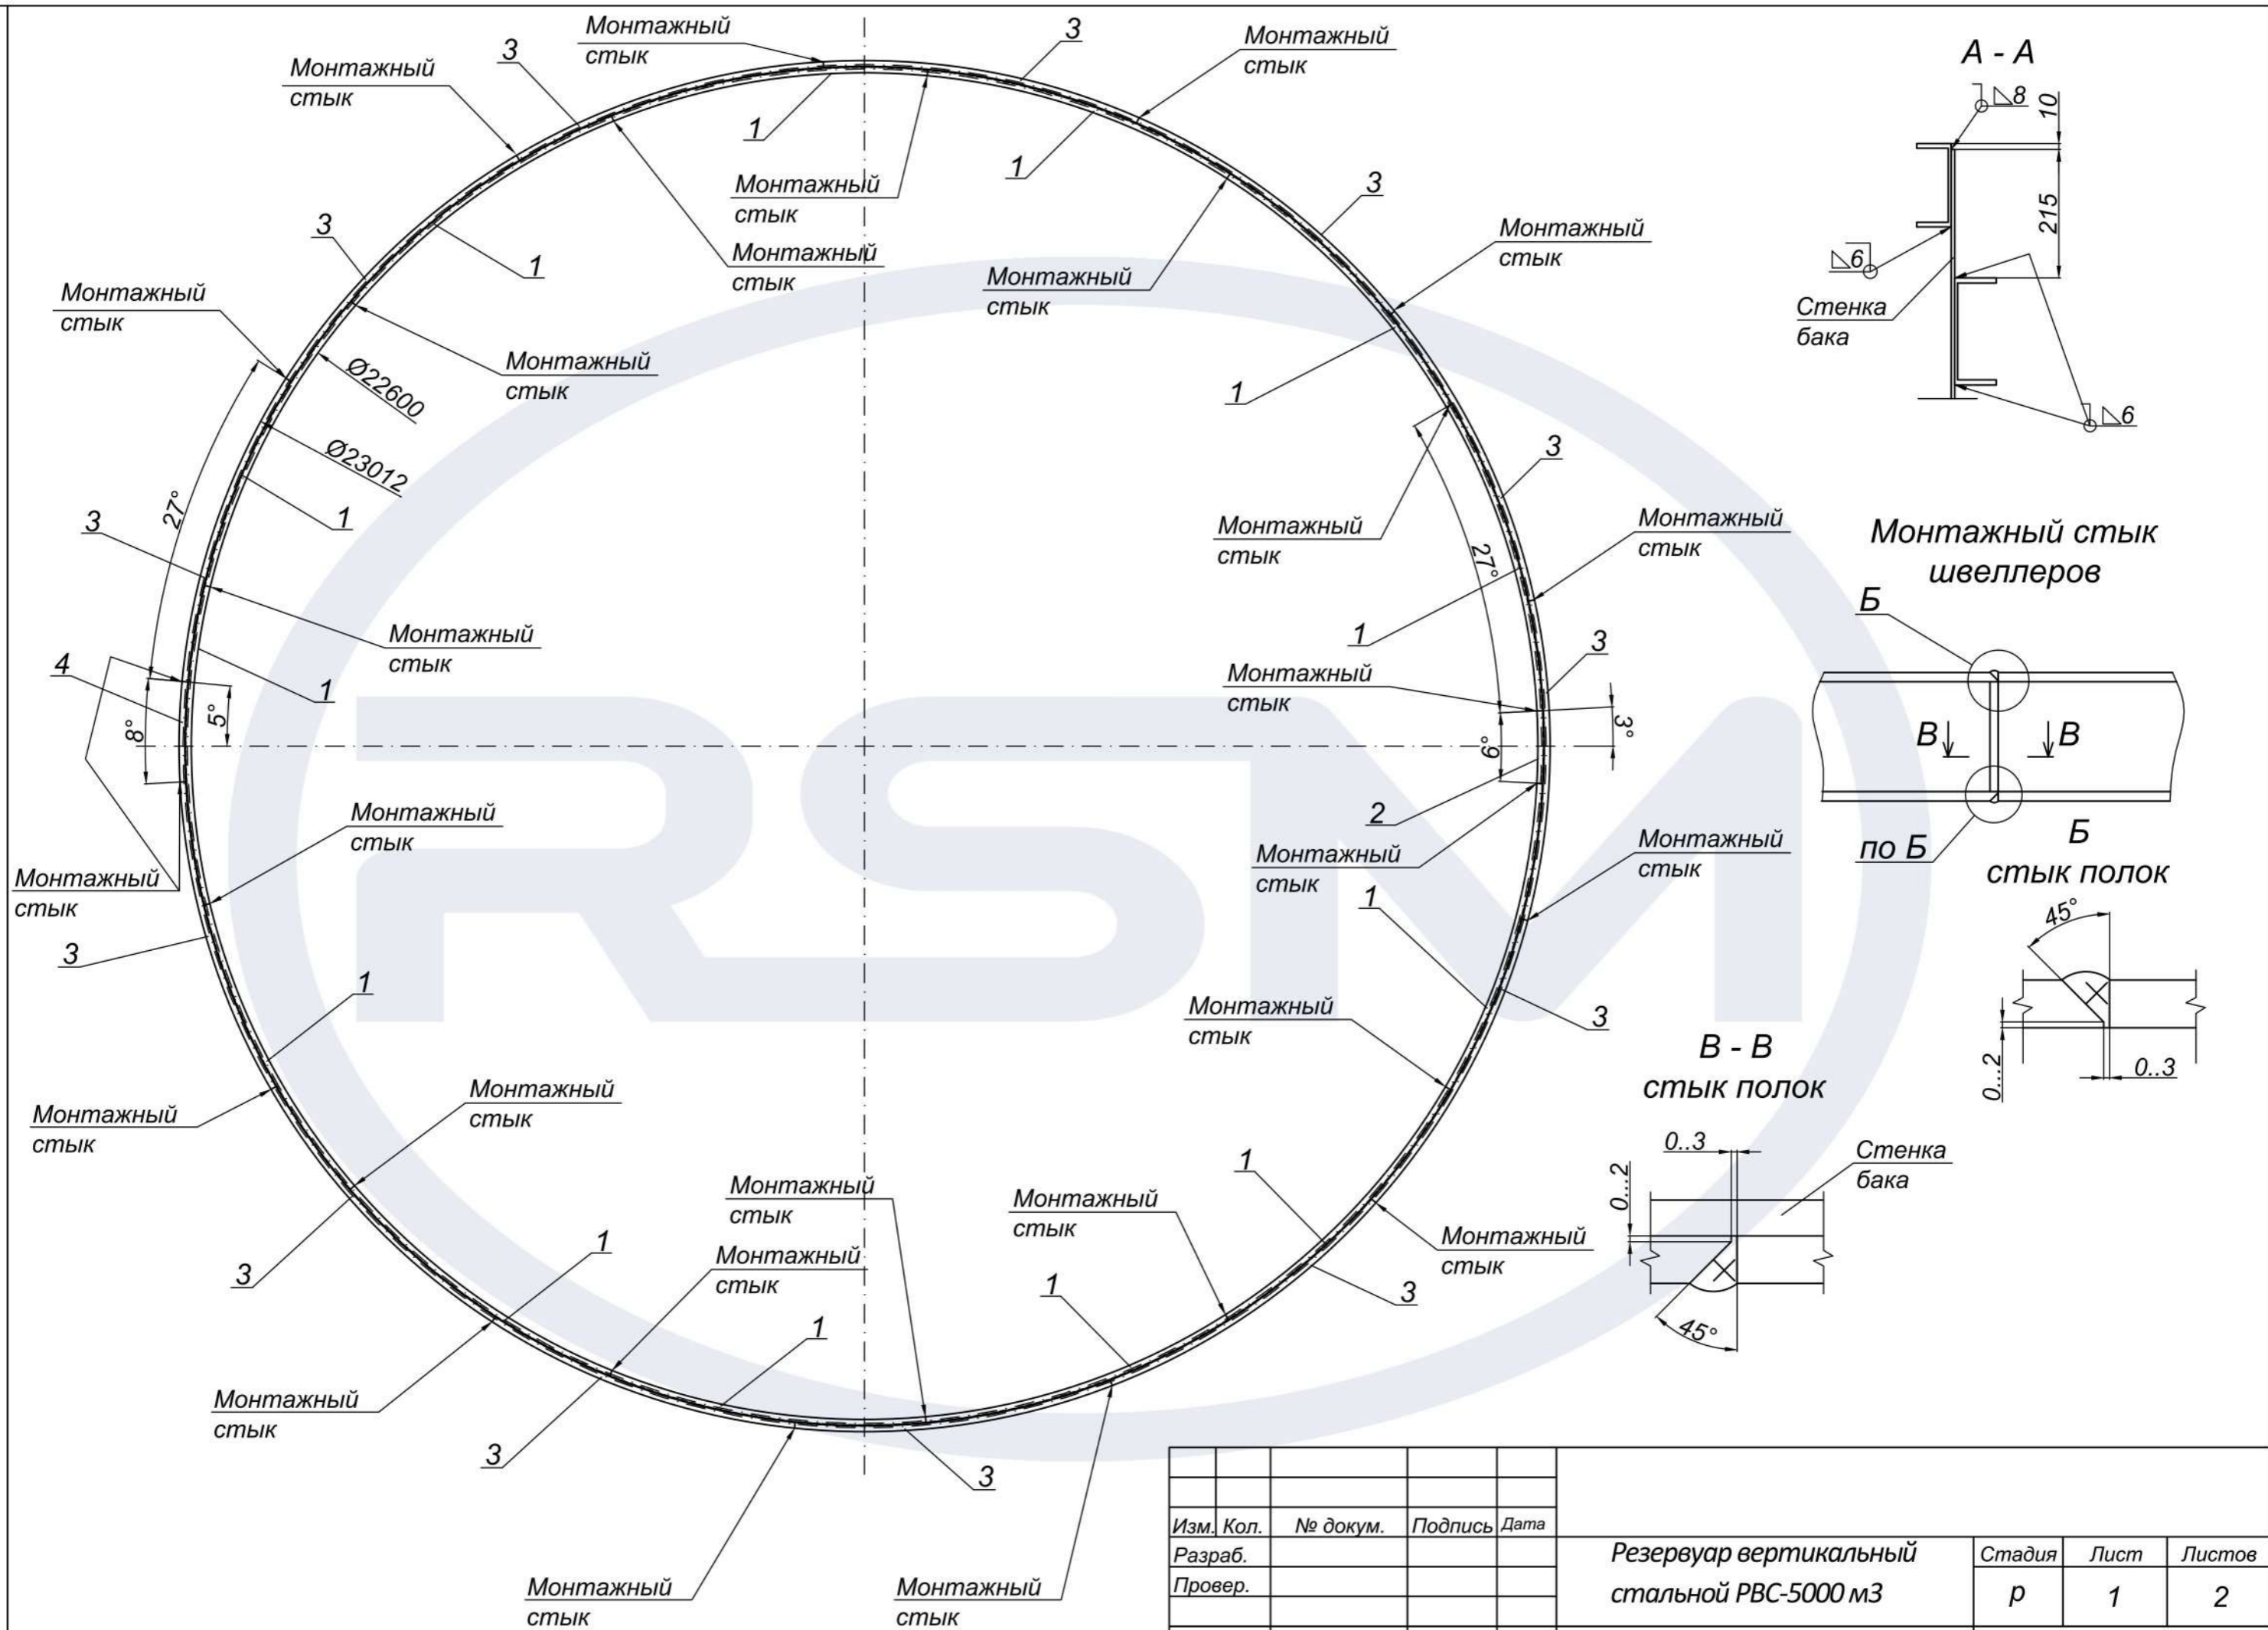 Монтажный
стык
3
Монтажный
стык
3
Монтажный
стык
3
Монтажный
стык
1
1
Монтажный
стык
Монтажный
стык
Монтажный
стык
3
Монтажный
стык
3
1
Монтажный
стык
Монтажный
стык
Ø22600
Ø23012
27°
1
3
1
3
Монтажный
стык
Монтажный
стык
27°
Монтажный
стык
4
1
8°
5°
1
3
Монтажный
стык
3°
6°
2
Монтажный
стык
Монтажный
стык
Монтажный
стык
Монтажный
стык
3
1
1
3
Монтажный
стык
Монтажный
стык
Монтажный
стык
3
1
Монтажный
стык
Монтажный
стык
1
Монтажный
стык
3
Монтажный
стык
1
1
Монтажный
стык
3
3
Монтажный
стык
Монтажный
стык
RSM
А - А
8
10
215
6
Стенка
бака
6
Монтажный стык
швеллеров
Б
В
В
по Б
Б
стык полок
45°
0...2
0..3
В - В
стык полок
0..3
0...2
Стенка
бака
45°
Изм. Кол. № докум. Подпись Дата
Разраб.
Провер.
Резервуар вертикальный
стальной РВС-5000 м3
Стадия Лист Листов
р 1 2